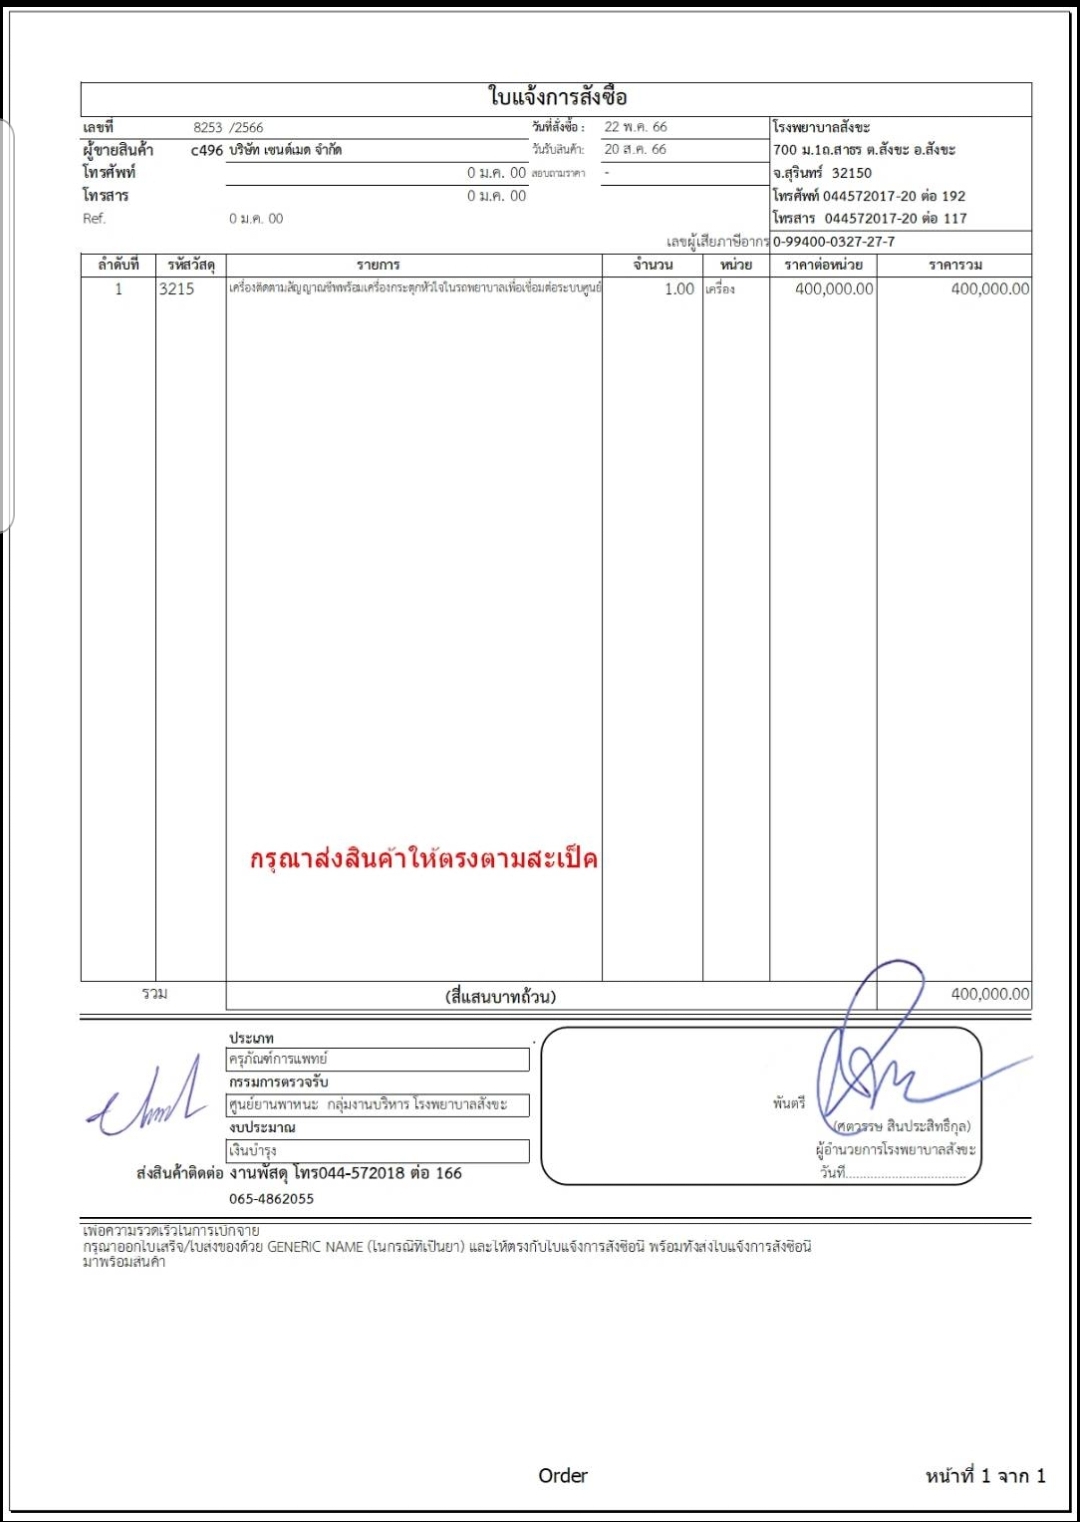 ใบแจ้งการสั่งซื้อ
เลขที่ 8253 /2566 วันที่สั่งซื้อ : 22 พ.ค. 66 โรงพยาบาลสังขะ
ผู้ขายสินค้า c496 บริษัท เซนต์เมด จำกัด วันรับสินค้า: 20 ส.ค. 66 700 ม.1ถ.สาธร ต.สังขะ อ.สังขะ
โทรศัพท์ 0 ม.ค. 00 สอบถามราคา - จ.สุรินทร์ 32150
โทรสาร 0 ม.ค. 00 โทรศัพท์ 044572017-20 ต่อ 192
Ref. 0 ม.ค. 00 โทรสาร 044572017-20 ต่อ 117
เลขผู้เสียภาษีอากร 0-99400-0327-27-7
ลำดับที่ รหัสวัสดุ รายการ จำนวน หน่วย ราคาต่อหน่วย ราคารวม
1 3215 เครื่องติดตามสัญญาณชีพพร้อมเครื่องกระตุกหัวใจในรถพยาบาลเพื่อเชื่อมต่อระบบศูนย์ 1.00 เครื่อง 400,000.00 400,000.00
กรุณาส่งสินค้าให้ตรงตามสะเป็ค
รวม (สี่แสนบาทถ้วน) 400,000.00
ประเภท
ครุภัณฑ์การแพทย์
กรรมการตรวจรับ
ศูนย์ยานพาหนะ กลุ่มงานบริหาร โรงพยาบาลสังขะ พันตรี
งบประมาณ (ศตวรรษ สินประสิทธิ์กุล)
เงินบำรุง ผู้อำนวยการโรงพยาบาลสังขะ
ส่งสินค้าติดต่อ งานพัสดุ โทร044-572018 ต่อ 166 วันที่..................................
065-4862055
เพื่อความรวดเร็วในการเบิกจ่าย
กรุณาออกใบเสร็จ/ใบส่งของด้วย GENERIC NAME (ในกรณีที่เป็นยา) และให้ตรงกับใบแจ้งการสั่งซื้อนี้ พร้อมทั้งส่งใบแจ้งการสั่งซื้อนี้
มาพร้อมสินค้า
Order หน้าที่ 1 จาก 1